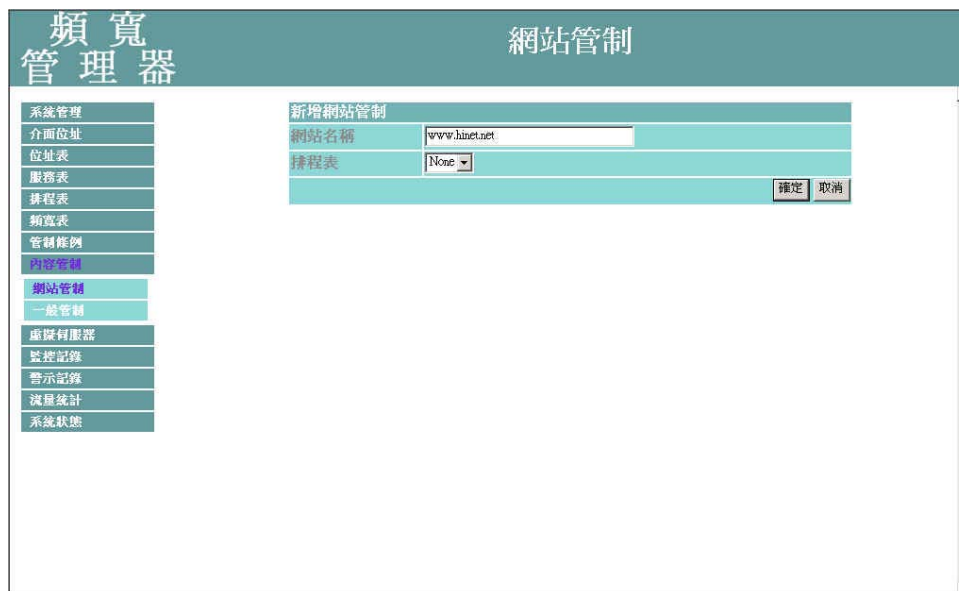 頻 寬
管 理 器
網站管制
系統管理
介面位址
位址表
服務表
排程表
頻寬表
管制條例
內容管制
網站管制
一般管制
虛擬伺服器
監控記錄
警示記錄
流量統計
系統狀態
新增網站管制
網站名稱 www.hinet.net
排程表 None
確定 取消